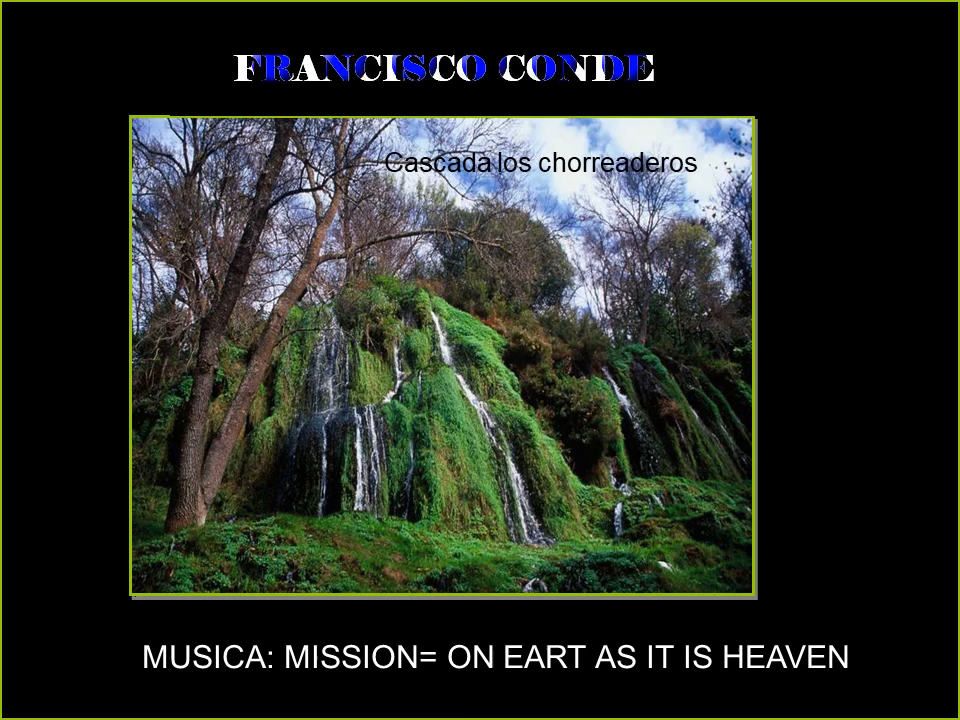 FRANCISCO CONDE
Cascada los chorreaderos
MUSICA: MISSION= ON EART AS IT IS HEAVEN